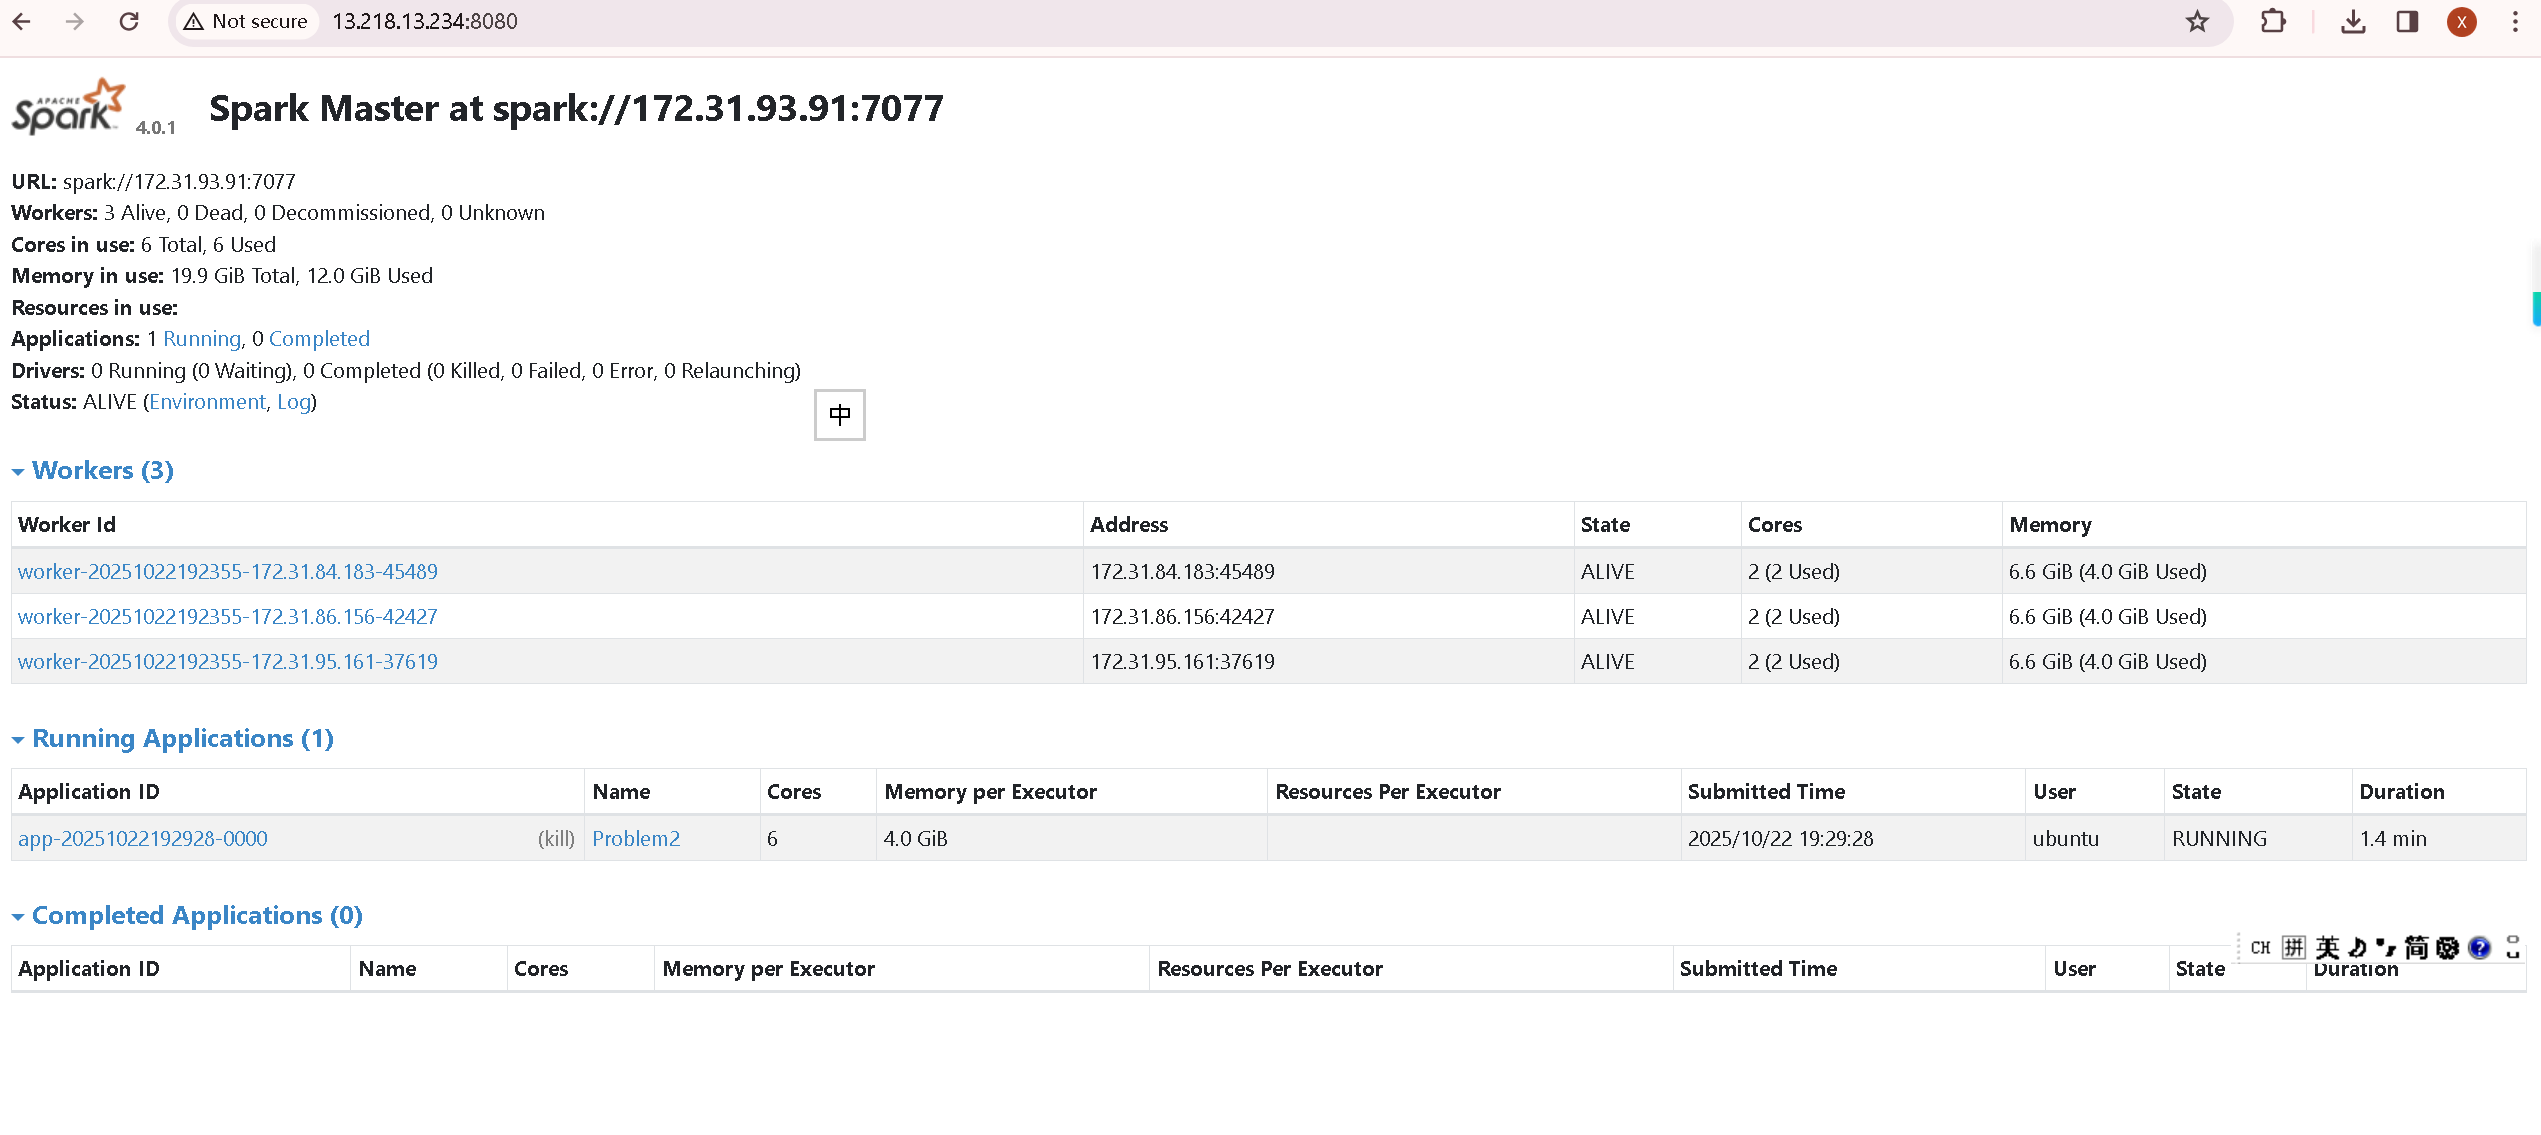 Not secure 13.218.13.234:8080 X
APACHE Spark 4.0.1 Spark Master at spark://172.31.93.91:7077
URL: spark://172.31.93.91:7077
Workers: 3 Alive, 0 Dead, 0 Decommissioned, 0 Unknown
Cores in use: 6 Total, 6 Used
Memory in use: 19.9 GiB Total, 12.0 GiB Used
Resources in use:
Applications: 1 Running, 0 Completed
Drivers: 0 Running (0 Waiting), 0 Completed (0 Killed, 0 Failed, 0 Error, 0 Relaunching)
Status: ALIVE (Environment, Log)
中
Workers (3)
Worker Id Address State Cores Memory
worker-20251022192355-172.31.84.183-45489 172.31.84.183:45489 ALIVE 2 (2 Used) 6.6 GiB (4.0 GiB Used)
worker-20251022192355-172.31.86.156-42427 172.31.86.156:42427 ALIVE 2 (2 Used) 6.6 GiB (4.0 GiB Used)
worker-20251022192355-172.31.95.161-37619 172.31.95.161:37619 ALIVE 2 (2 Used) 6.6 GiB (4.0 GiB Used)
Running Applications (1)
Application ID Name Cores Memory per Executor Resources Per Executor Submitted Time User State Duration
app-20251022192928-0000 (kill) Problem2 6 4.0 GiB 2025/10/22 19:29:28 ubuntu RUNNING 1.4 min
Completed Applications (0)
CH 拼 英 简 ?
Application ID Name Cores Memory per Executor Resources Per Executor Submitted Time User State Duration